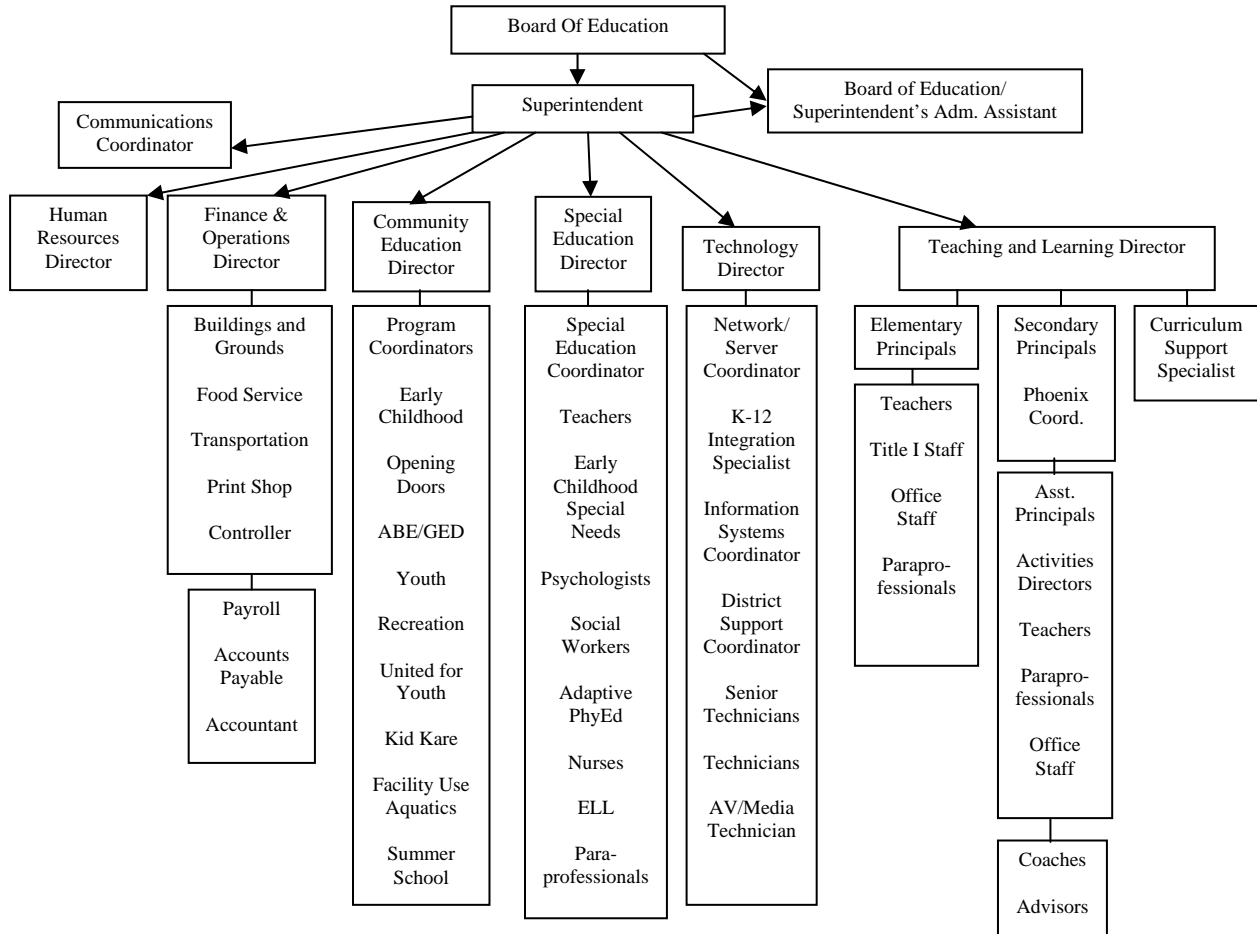 Board Of Education
Superintendent
Board of Education/
Superintendent's Adm. Assistant
Communications
Coordinator
Human
Resources
Director
Finance &
Operations
Director
Community
Education
Director
Special
Education
Director
Technology
Director
Teaching and Learning Director
Buildings and
Grounds
Food Service
Transportation
Print Shop
Controller
Payroll
Accounts
Payable
Accountant
Program
Coordinators
Early
Childhood
Opening
Doors
ABE/GED
Youth
Recreation
United for
Youth
Kid Kare
Facility Use
Aquatics
Summer
School
Special
Education
Coordinator
Teachers
Early
Childhood
Special
Needs
Psychologists
Social
Workers
Adaptive
PhyEd
Nurses
ELL
Para-
professionals
Network/
Server
Coordinator
K-12
Integration
Specialist
Information
Systems
Coordinator
District
Support
Coordinator
Senior
Technicians
Technicians
AV/Media
Technician
Elementary
Principals
Teachers
Title I Staff
Office
Staff
Parapro-
fessionals
Secondary
Principals
Phoenix
Coord.
Asst.
Principals
Activities
Directors
Teachers
Parapro-
fessionals
Office
Staff
Coaches
Advisors
Curriculum
Support
Specialist